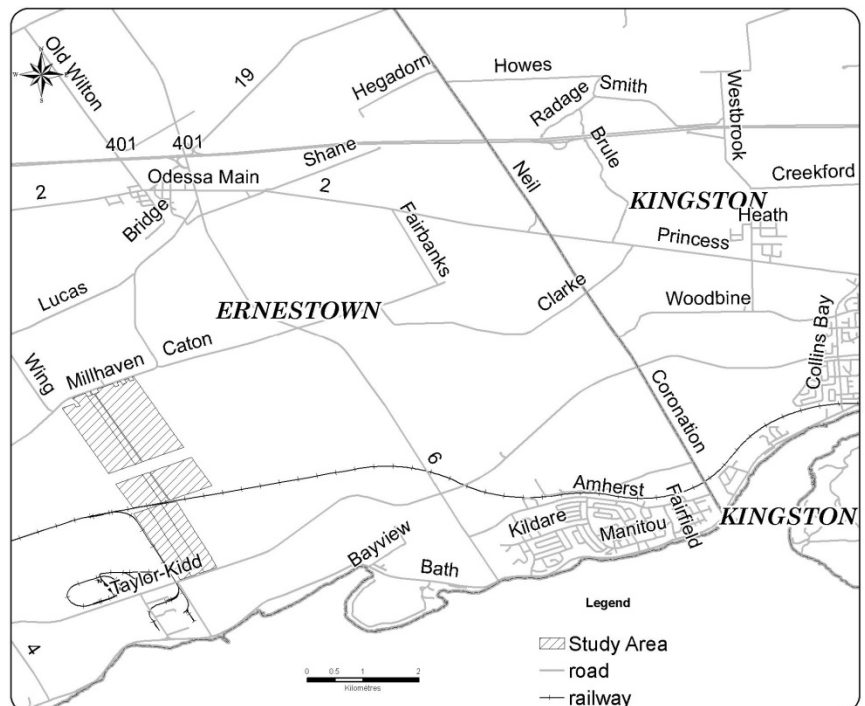 Old Wilton
19
Hegadorn
Howes
Radage
Smith
Westbrook
401
401
Shane
Brule
Neil
2
Odessa Main
2
Creekford
KINGSTON
Bridge
Fairbanks
Heath
Princess
Lucas
Clarke
Woodbine
ERNESTOWN
Collins Bay
Wing
Millhaven
Caton
Coronation
6
Amherst
Kildare
Manitou
Fairfield
KINGSTON
Bayview
Taylor-Kidd
Bath
4
Legend
Study Area
road
railway
0 0.5 1 2
Kilométres